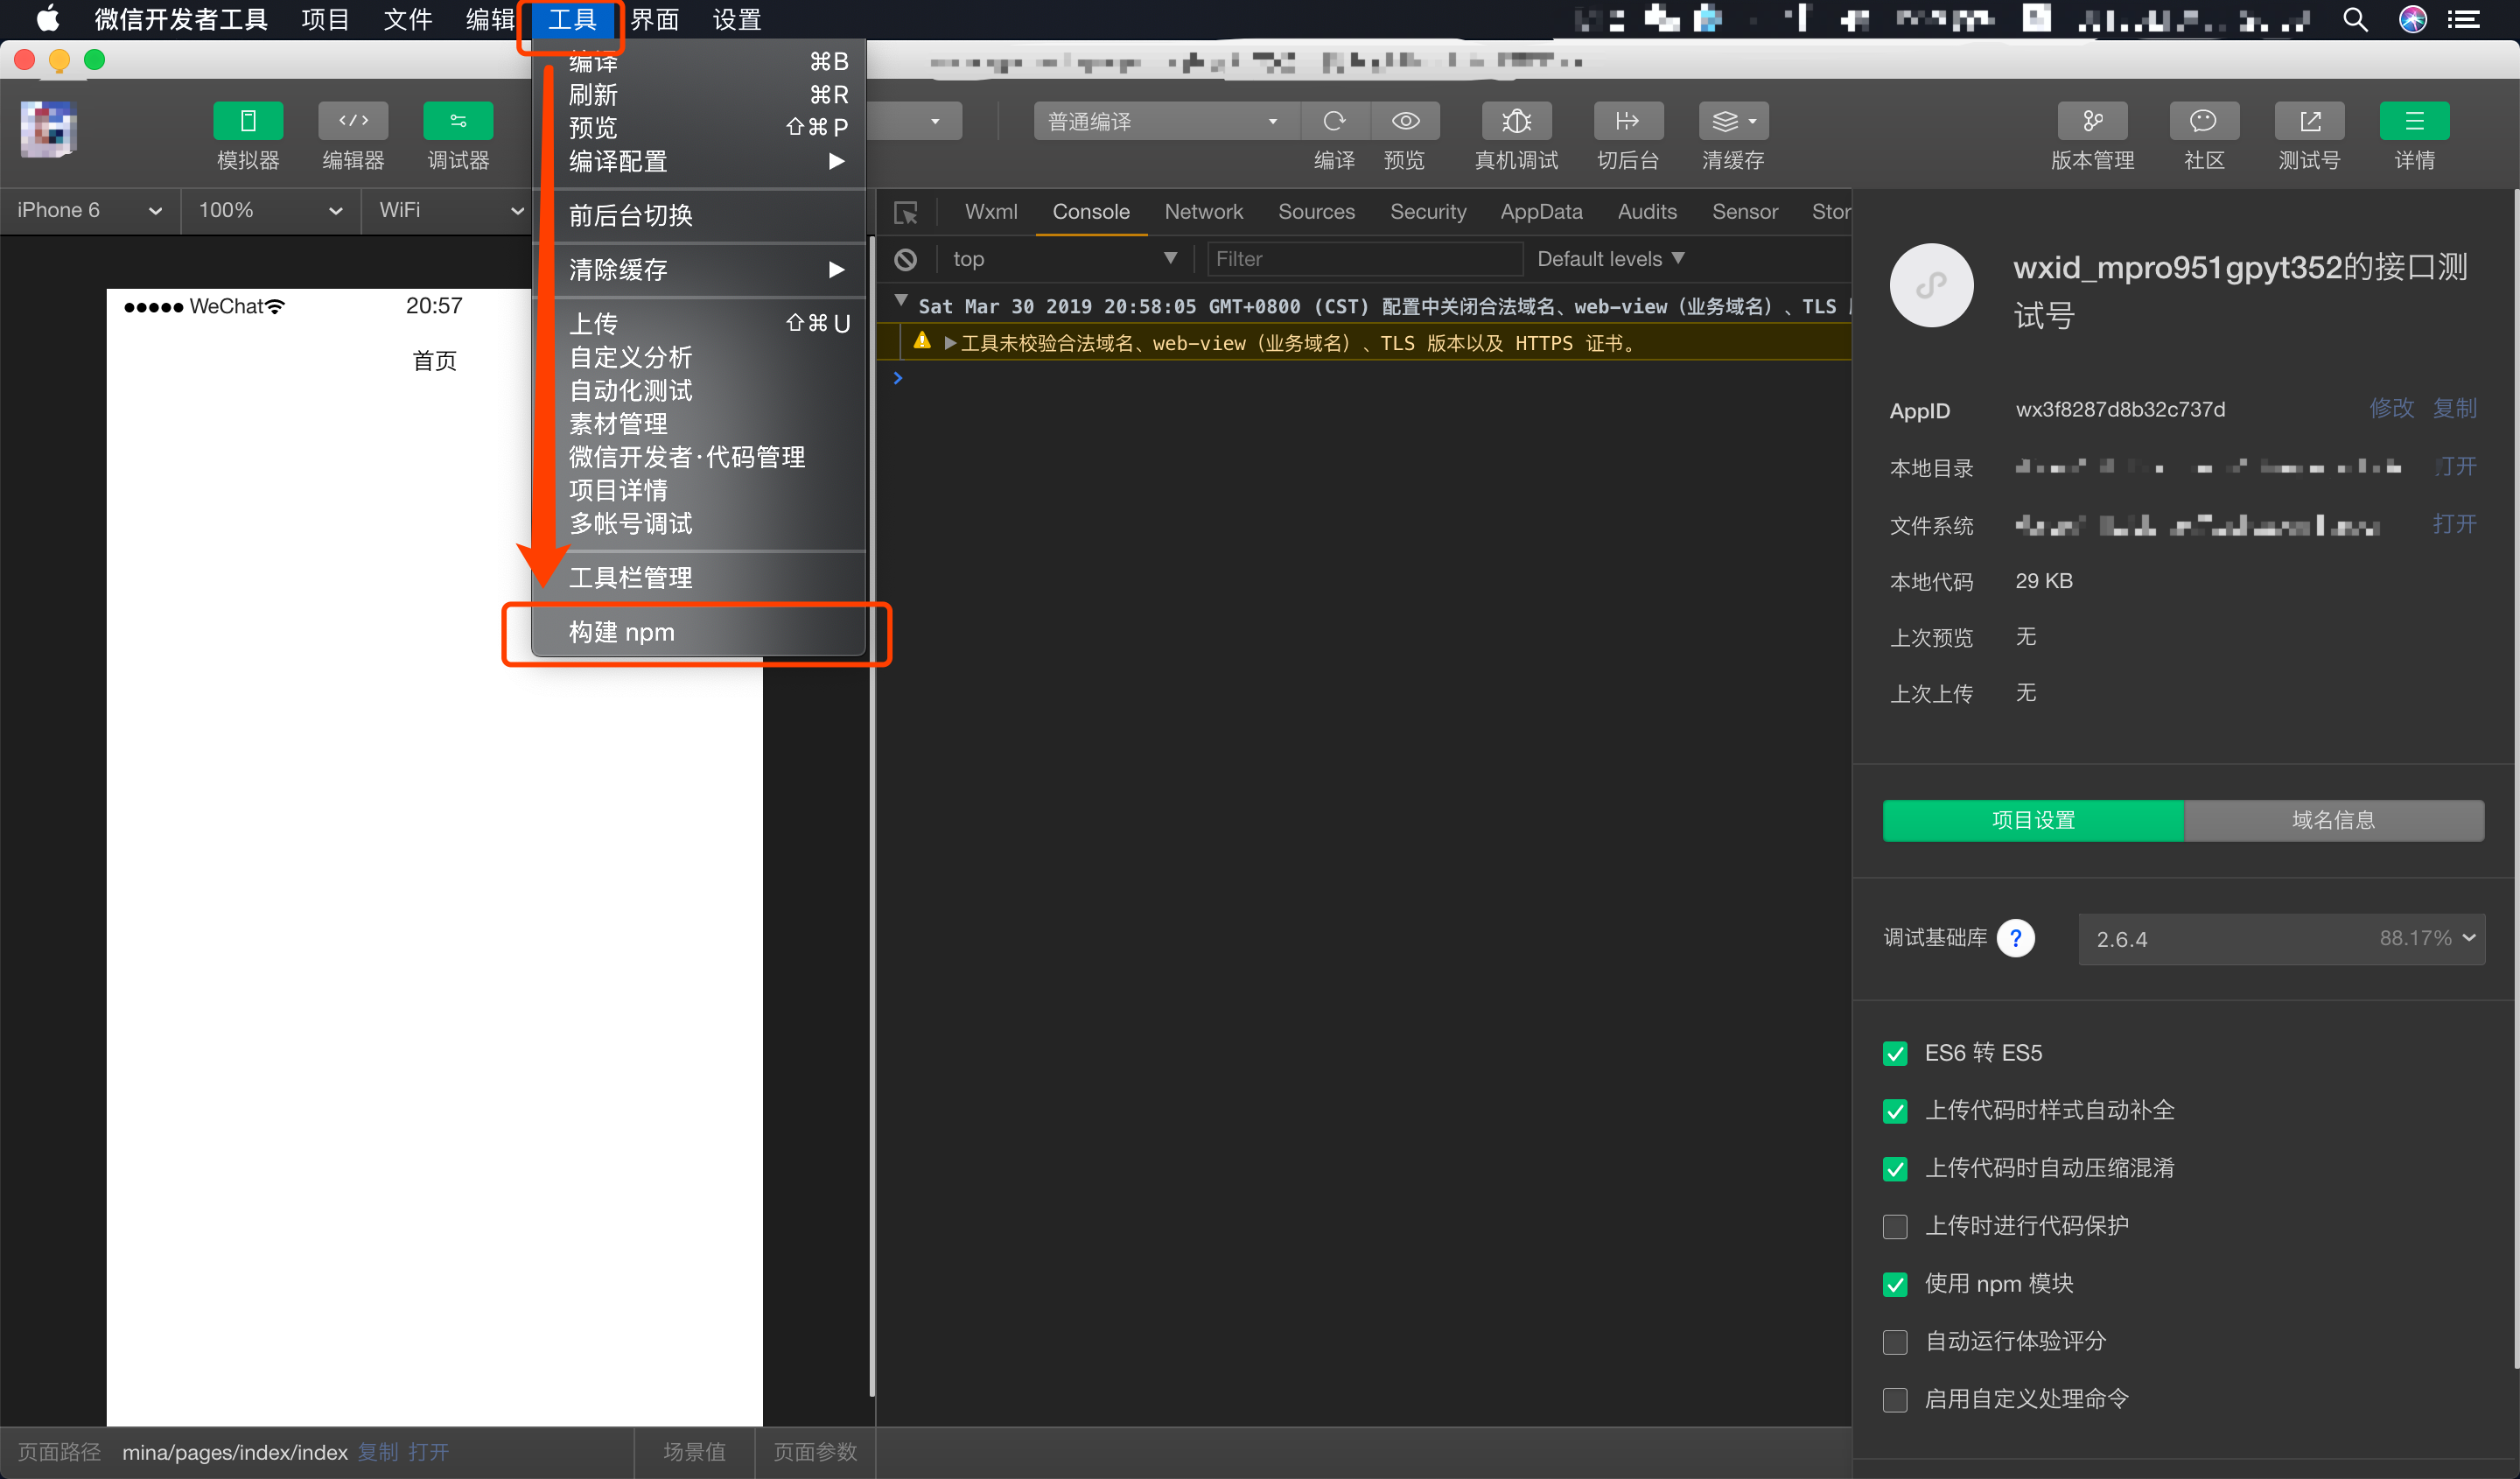 微信开发者工具 项目 文件 编辑 工具 界面 设置
模拟器 编辑器 调试器
普通编译
编译 预览 真机调试 切后台 清缓存
版本管理 社区 测试号 详情
iPhone 6 100% WiFi
编译 ⌘B
刷新 ⌘R
预览 ⇧⌘P
编译配置
前后台切换
清除缓存
上传 ⇧⌘U
自定义分析
自动化测试
素材管理
微信开发者·代码管理
项目详情
多帐号调试
工具栏管理
构建 npm
WeChat 20:57
首页
Wxml Console Network Sources Security AppData Audits Sensor Stor
top Filter Default levels
Sat Mar 30 2019 20:58:05 GMT+0800 (CST) 配置中关闭合法域名、web-view（业务域名）、TLS
工具未校验合法域名、web-view（业务域名）、TLS 版本以及 HTTPS 证书。
wxid_mpro951gpyt352的接口测
试号
AppID wx3f8287d8b32c737d 修改 复制
本地目录 打开
文件系统 打开
本地代码 29 KB
上次预览 无
上次上传 无
项目设置 域名信息
调试基础库 ? 2.6.4 88.17%
ES6 转 ES5
上传代码时样式自动补全
上传代码时自动压缩混淆
上传时进行代码保护
使用 npm 模块
自动运行体验评分
启用自定义处理命令
页面路径 mina/pages/index/index 复制 打开 场景值 页面参数